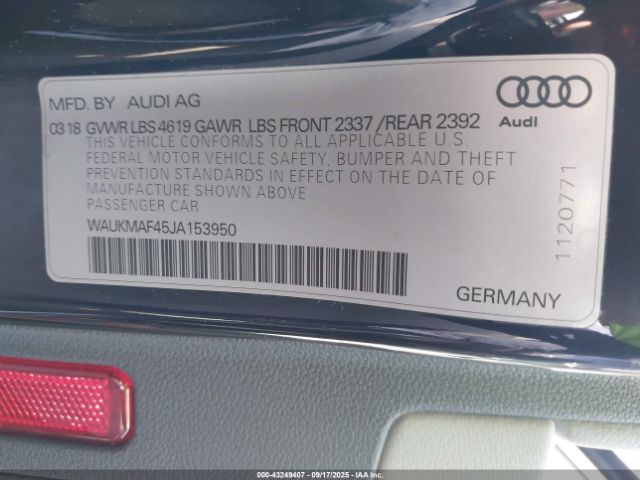 MFD. BY AUDI AG
03 18 GVWR LBS 4619 GAWR LBS FRONT 2337 / REAR 2392
THIS VEHICLE CONFORMS TO ALL APPLICABLE U.S.
FEDERAL MOTOR VEHICLE SAFETY, BUMPER AND THEFT
PREVENTION STANDARDS IN EFFECT ON THE DATE OF
MANUFACTURE SHOWN ABOVE
PASSENGER CAR
WAUKMAF45JA153950
Audi
1120771
GERMANY
© IAAI 43249407 - 09/17/2025 - © IAA, Inc.